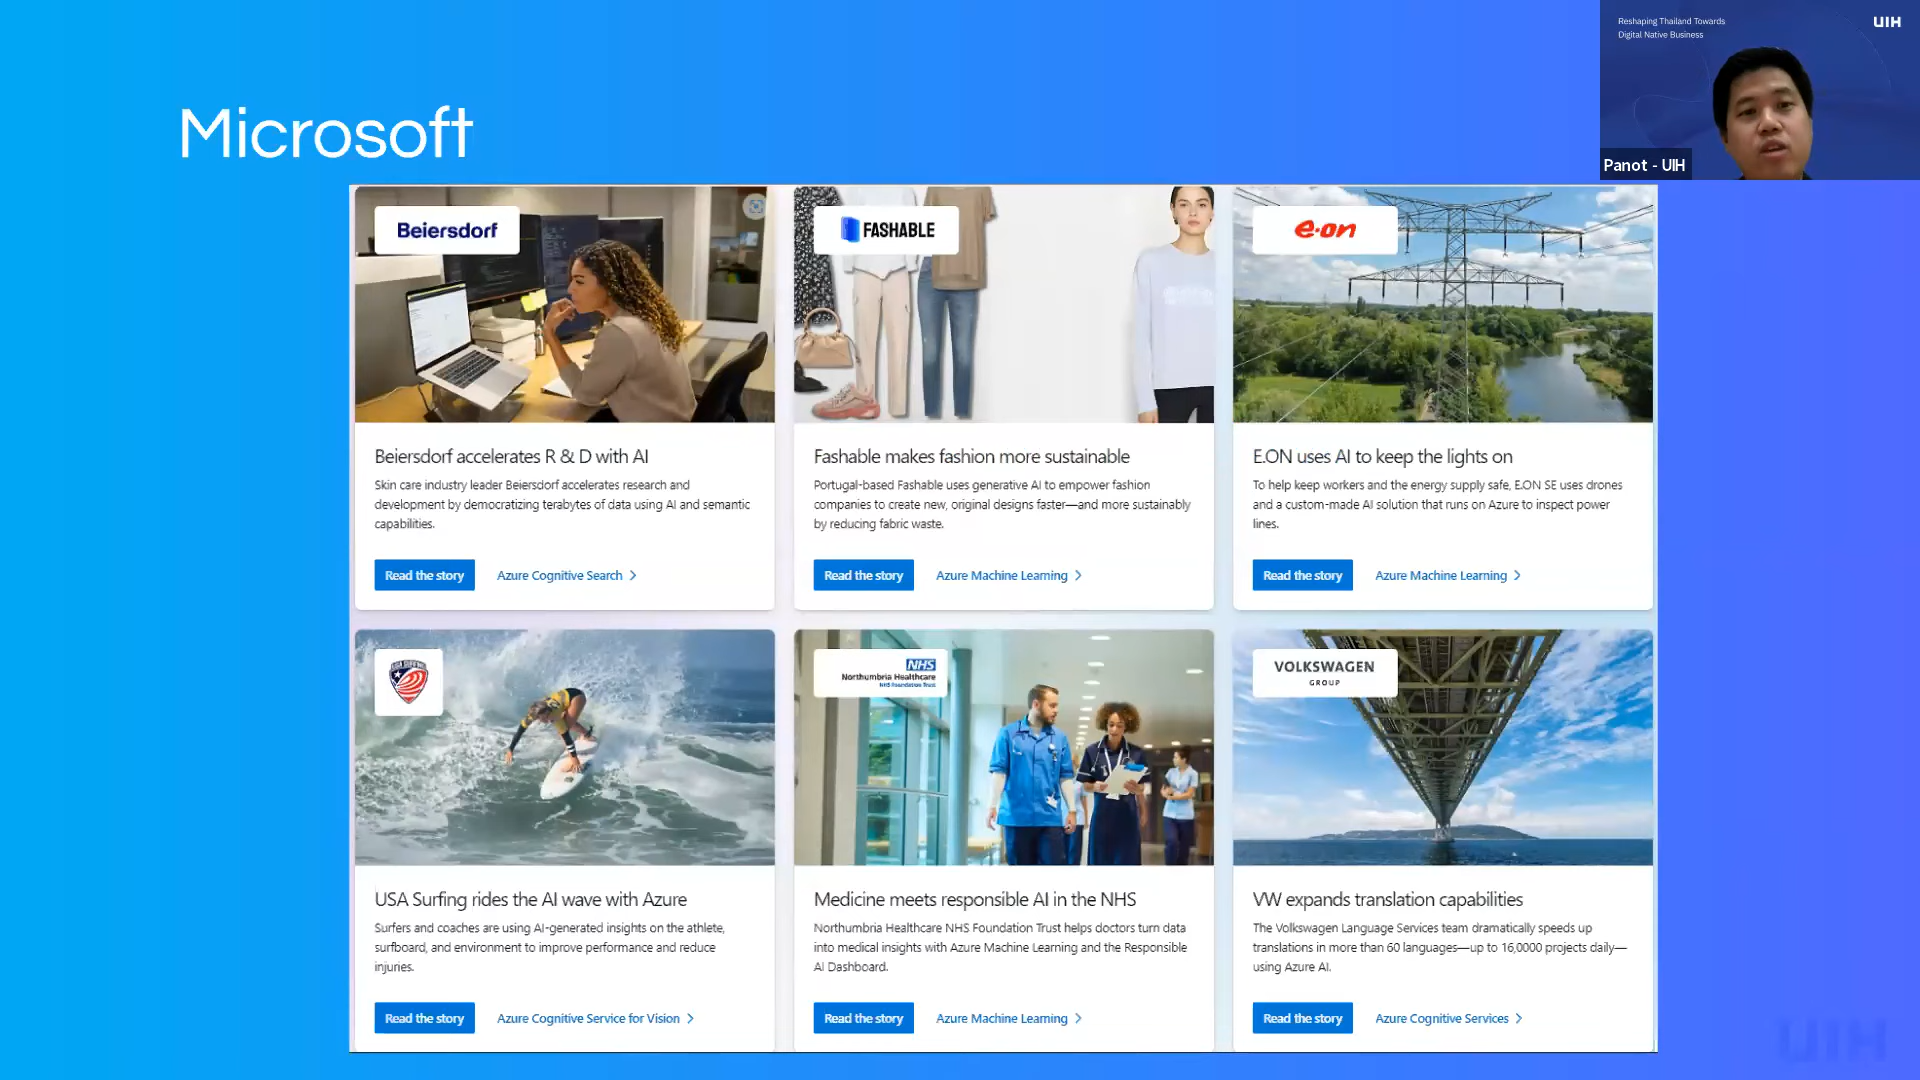 Reshaping Thailand Towards
Digital Native Business
UIH
Panot - UIH
Microsoft
Beiersdorf
Beiersdorf accelerates R & D with AI
Skin care industry leader Beiersdorf accelerates research and
development by democratizing terabytes of data using AI and semantic
capabilities.
Read the story
Azure Cognitive Search
FASHABLE
Fashable makes fashion more sustainable
Portugal-based Fashable uses generative AI to empower fashion
companies to create new, original designs faster—and more sustainably
by reducing fabric waste.
Read the story
Azure Machine Learning
e·on
E.ON uses AI to keep the lights on
To help keep workers and the energy supply safe, E.ON SE uses drones
and a custom-made AI solution that runs on Azure to inspect power
lines.
Read the story
Azure Machine Learning
USA SURFING
USA Surfing rides the AI wave with Azure
Surfers and coaches are using AI-generated insights on the athlete,
surfboard, and environment to improve performance and reduce
injuries.
Read the story
Azure Cognitive Service for Vision
NHS
Northumbria Healthcare
NHS Foundation Trust
Medicine meets responsible AI in the NHS
Northumbria Healthcare NHS Foundation Trust helps doctors turn data
into medical insights with Azure Machine Learning and the Responsible
AI Dashboard.
Read the story
Azure Machine Learning
VOLKSWAGEN
GROUP
VW expands translation capabilities
The Volkswagen Language Services team dramatically speeds up
translations in more than 60 languages—up to 16,0000 projects daily—
using Azure AI.
Read the story
Azure Cognitive Services
UIH